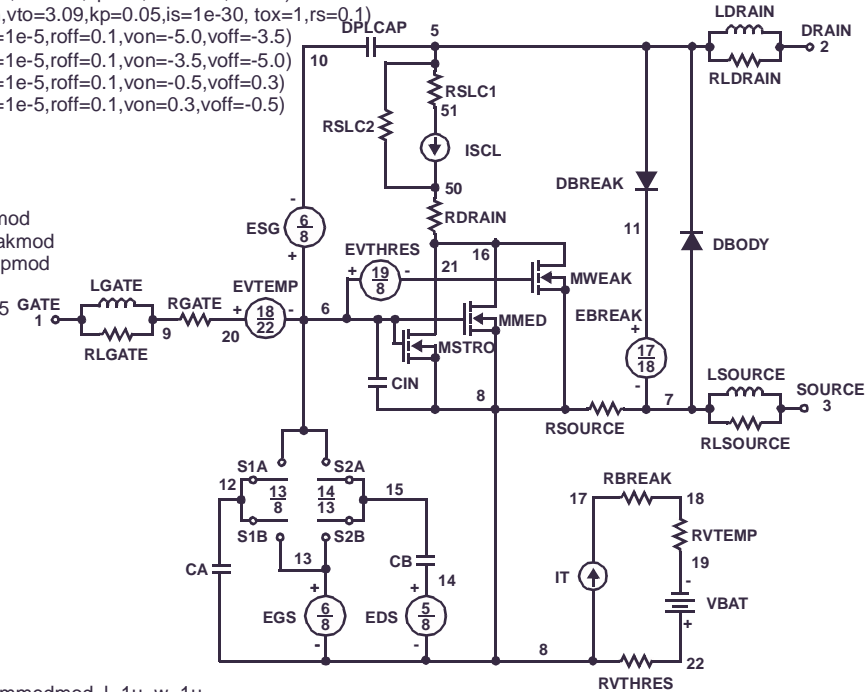 ,vto=3.09,kp=0.05,is=1e-30, tox=1,rs=0.1)
=1e-5,roff=0.1,von=-5.0,voff=-3.5)
=1e-5,roff=0.1,von=-3.5,voff=-5.0)
=1e-5,roff=0.1,von=-0.5,voff=0.3)
=1e-5,roff=0.1,von=0.3,voff=-0.5)
DPLCAP
5
10
LDRAIN
DRAIN
2
RLDRAIN
RSLC1
51
RSLC2
ISCL
50
DBREAK
RDRAIN
11
DBODY
nod
akmod
pmod
-
ESG
6
8
+
EVTHRES
+
19
8
-
21
16
MWEAK
5
GATE
1
LGATE
RLGATE
9
RGATE
20
EVTEMP
+
18
22
-
6
MMED
MSTRO
EBREAK
+
17
18
-
CIN
8
RSOURCE
7
LSOURCE
SOURCE
3
RLSOURCE
S1A
S2A
12
13
8
14
13
15
S1B
S2B
13
CA
CB
14
+
EGS
6
8
-
+
EDS
5
8
-
RBREAK
17
18
RVTEMP
19
IT
-
VBAT
+
8
22
RVTHRES